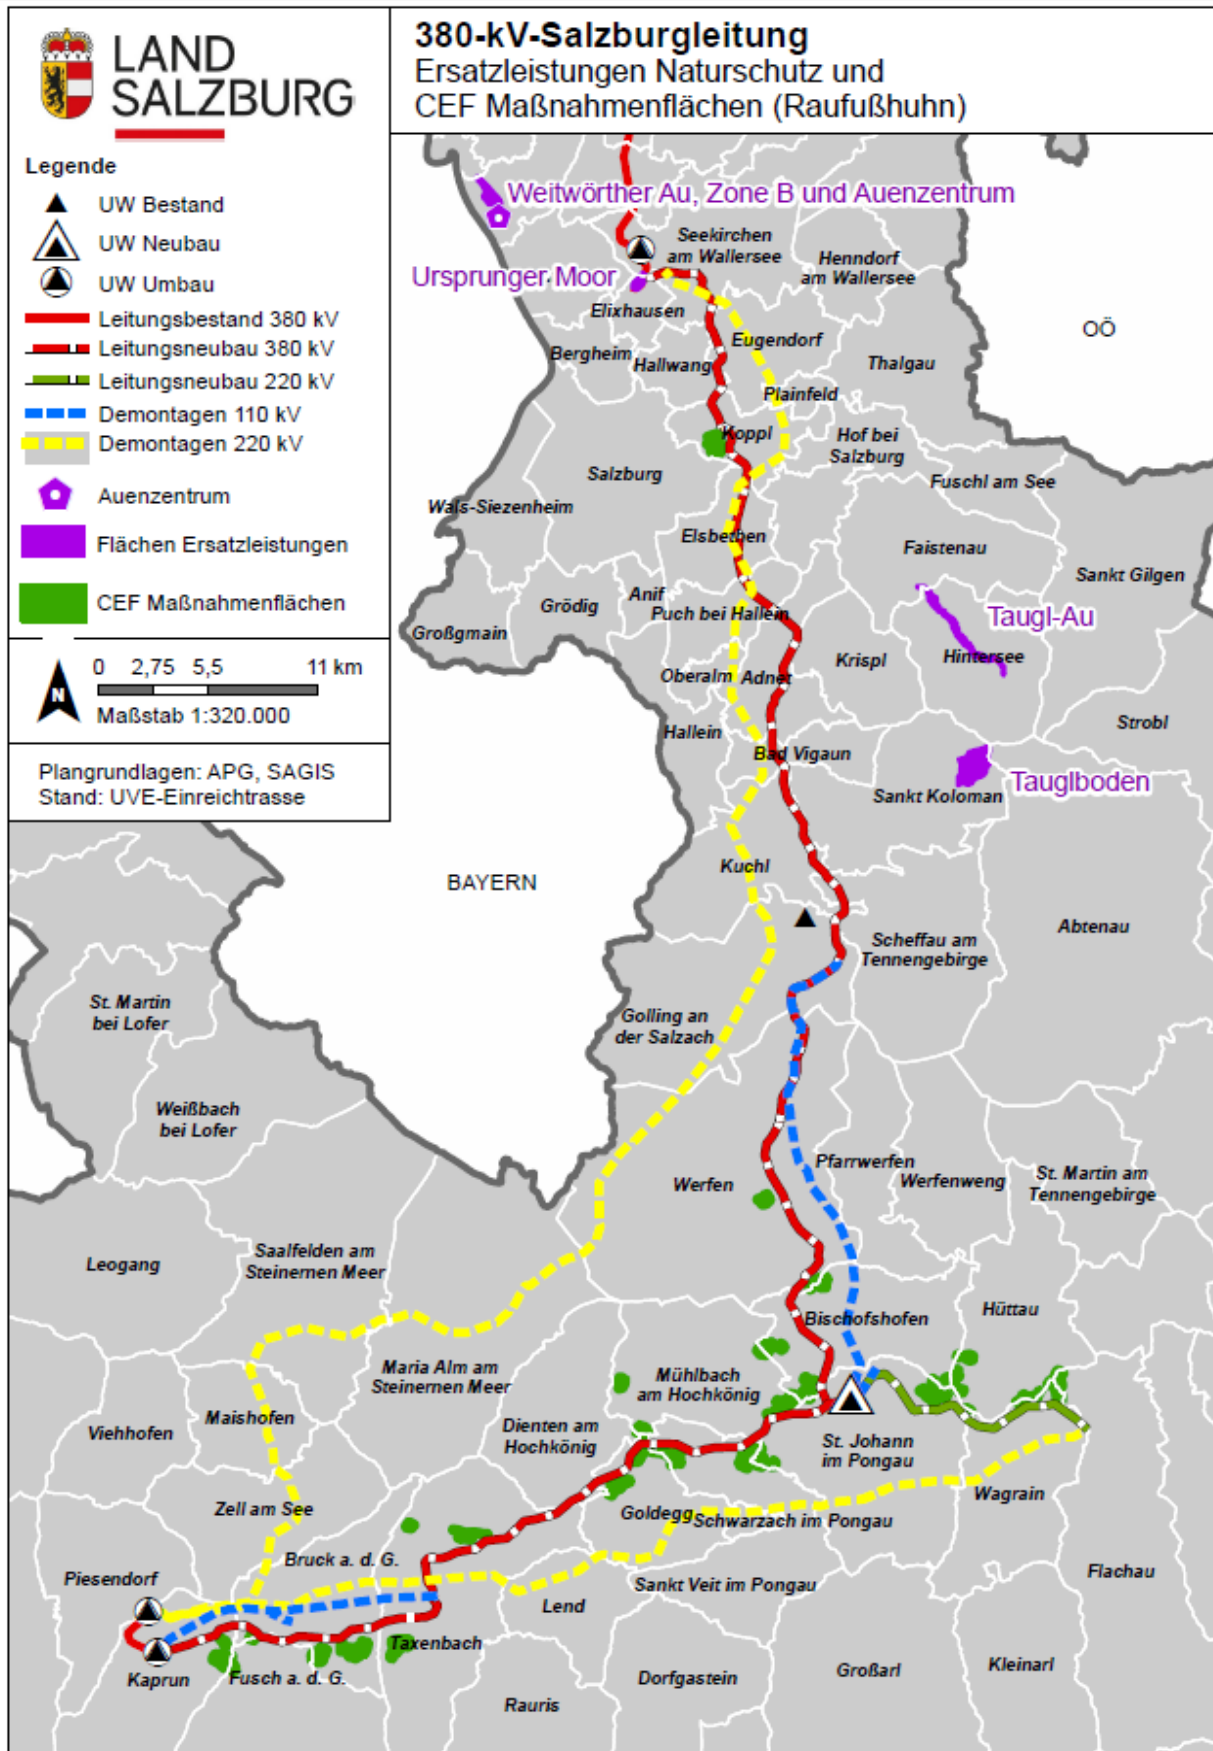 LAND
SALZBURG
380-kV-Salzburgleitung
Ersatzleistungen Naturschutz und
CEF Maßnahmenflächen (Raufußhuhn)
Legende
UW Bestand
UW Neubau
UW Umbau
Leitungsbestand 380 kV
Leitungsneubau 380 kV
Leitungsneubau 220 kV
Demontagen 110 kV
Demontagen 220 kV
Auenzentrum
Flächen Ersatzleistungen
CEF Maßnahmenflächen
N
0 2,75 5,5 11 km
Maßstab 1:320.000
Plangrundlagen: APG, SAGIS
Stand: UVE-Einreichtrasse
Weitwörther Au, Zone B und Auenzentrum
Seekirchen
am Wallersee
Henndorf
am Wallersee
Ursprunger Moor
Elixhausen
OÖ
Eugendorf
Bergheim
Hallwang
Thalgau
Plainfeld
Koppl
Hof bei
Salzburg
Salzburg
Fuschl am See
Wals-Siezenheim
Elsbethen
Faistenau
Sankt Gilgen
Anif
Grödig
Puch bei Hallein
Taugl-Au
Großgmain
Hintersee
Krispl
Oberalm
Adnet
Strobl
Hallein
Bad Vigaun
Tauglboden
Sankt Koloman
Kuchl
BAYERN
Abtenau
Scheffau am
Tennengebirge
St. Martin
bei Lofer
Golling an
der Salzach
Weißbach
bei Lofer
Pfarrwerfen
Werfenweng
St. Martin am
Tennengebirge
Werfen
Leogang
Saalfelden am
Steinernen Meer
Hüttau
Bischofshofen
Maria Alm am
Steinernen Meer
Mühlbach
am Hochkönig
Maishofen
Viehhofen
Dienten am
Hochkönig
St. Johann
im Pongau
Wagrain
Zell am See
Goldegg
Schwarzach im Pongau
Bruck a. d. G.
Piesendorf
Sankt Veit im Pongau
Flachau
Lend
Taxenbach
Kaprun
Fusch a. d. G.
Dorfgastein
Großarl
Kleinarl
Rauris